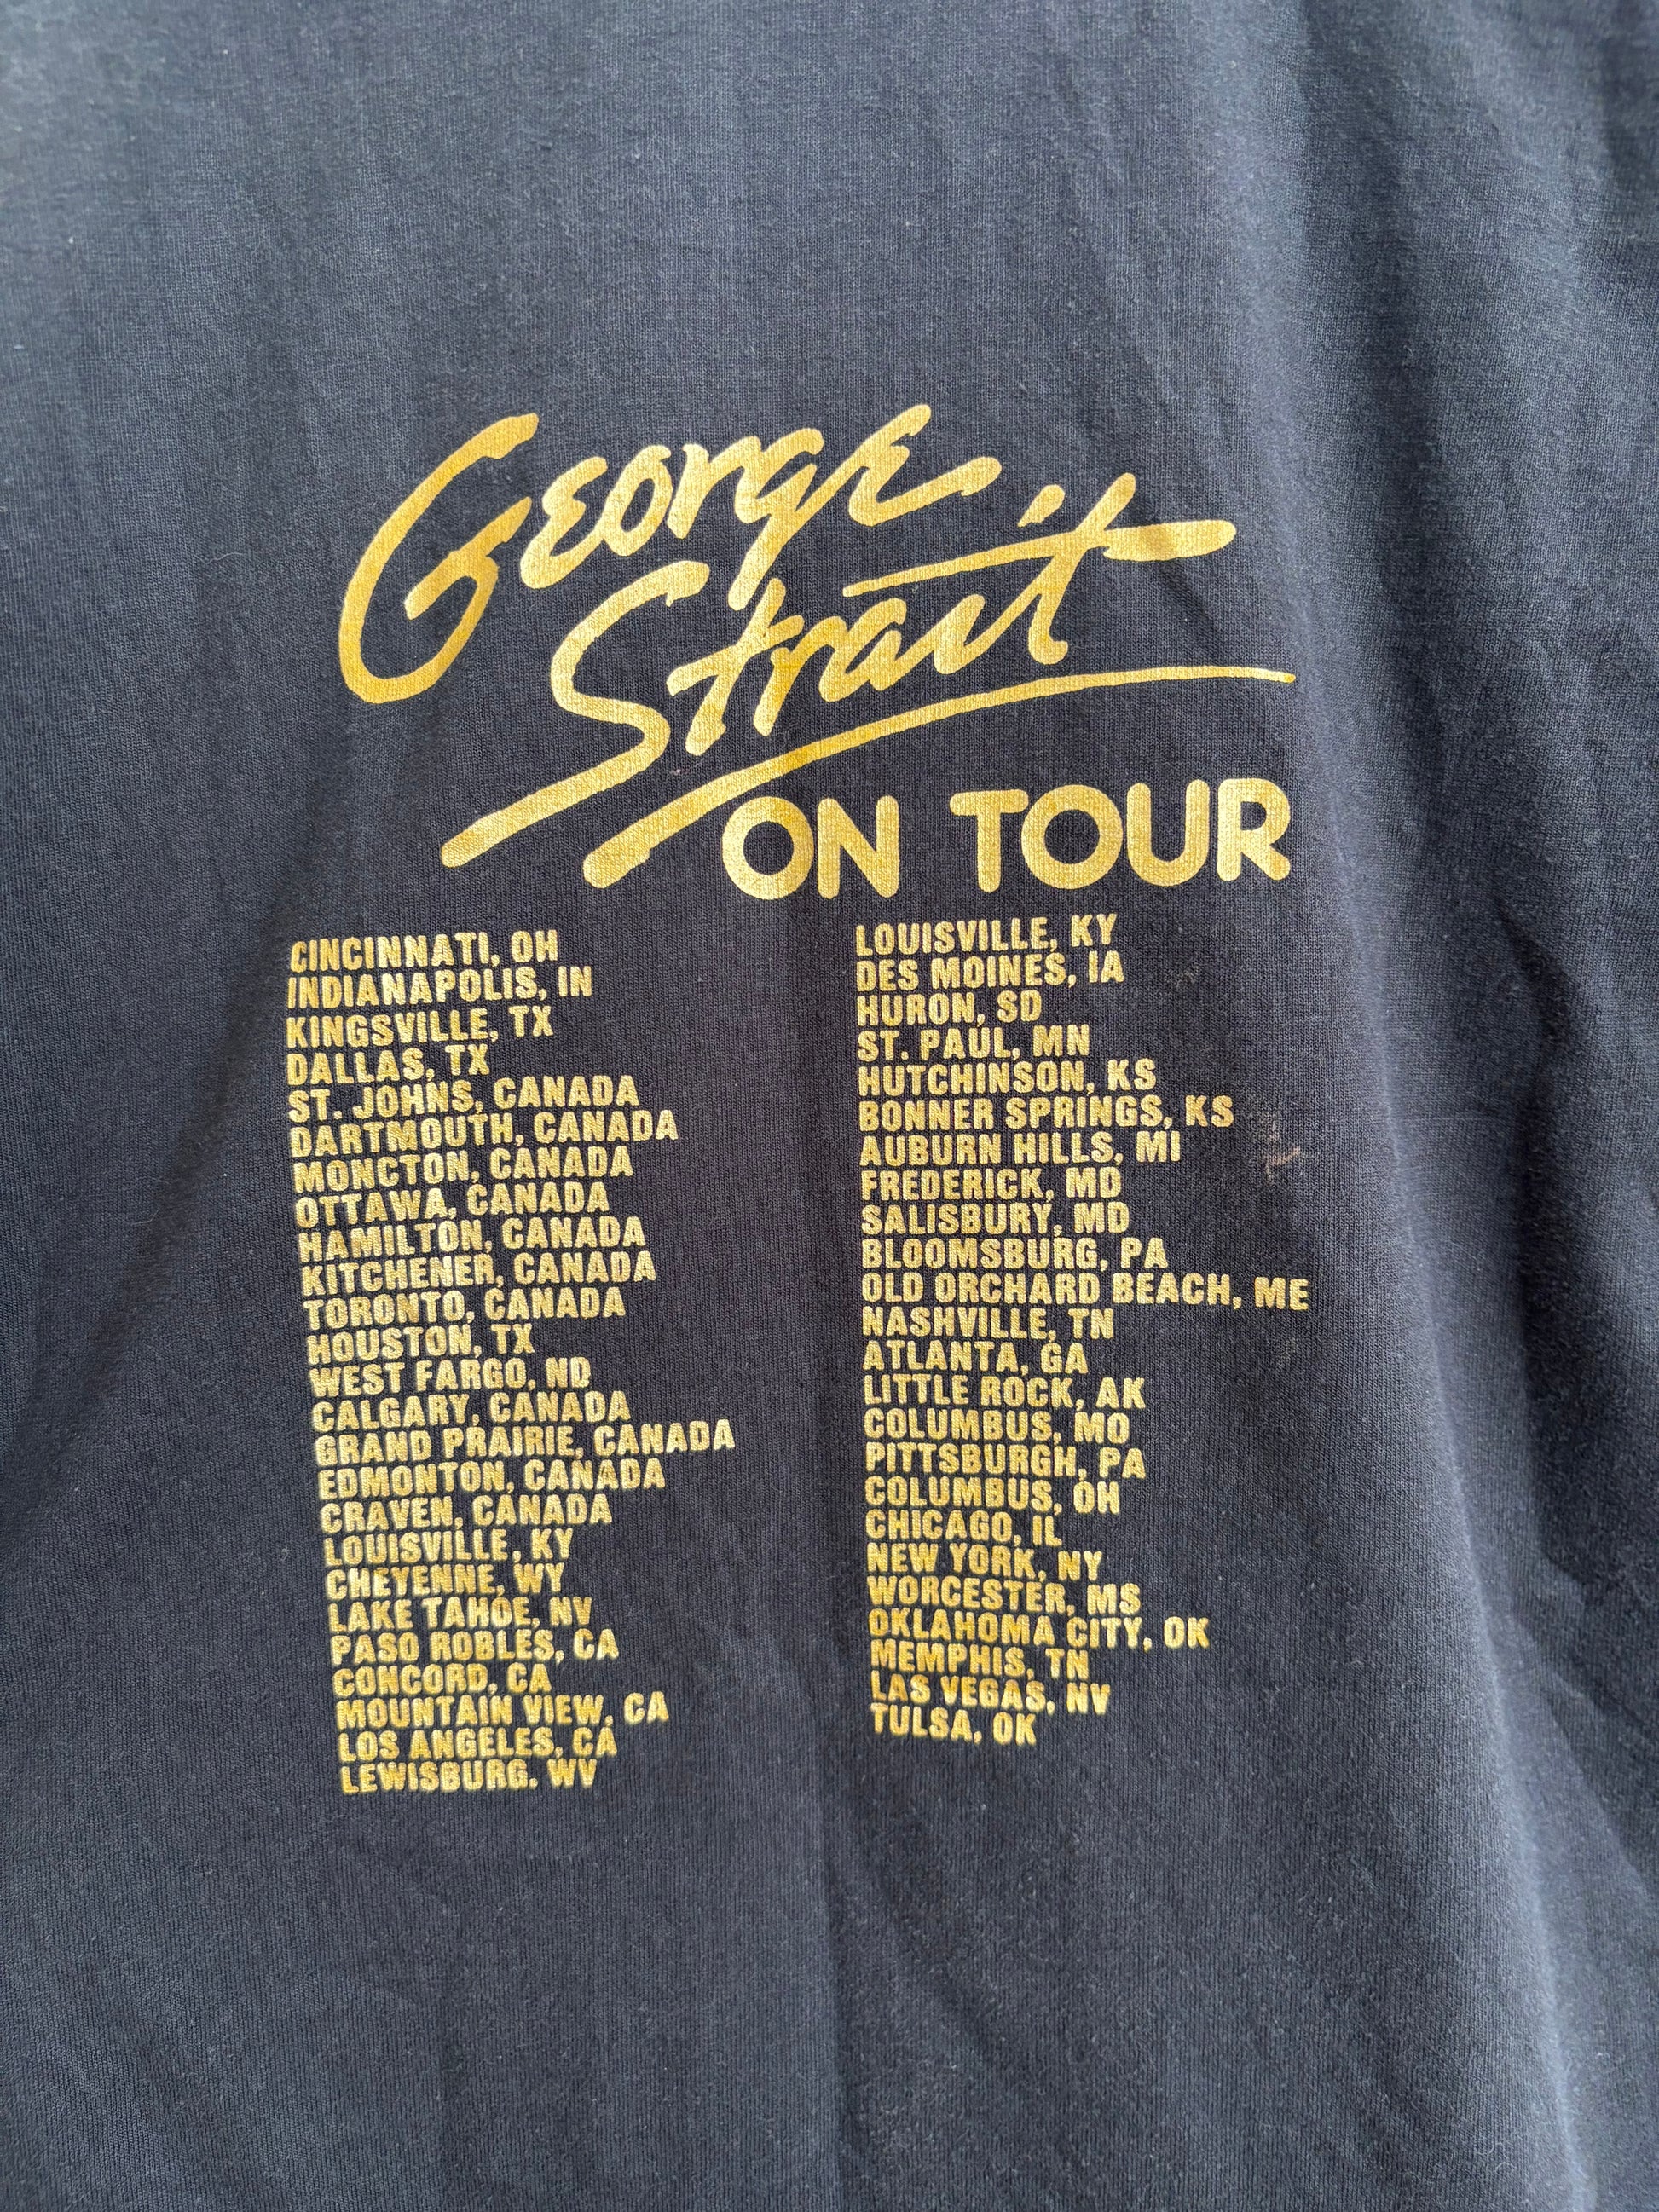 George
Strait
ON TOUR
CINCINNATI, OH
INDIANAPOLIS, IN
KINGSVILLE, TX
DALLAS, TX
ST. JOHNS, CANADA
DARTMOUTH, CANADA
MONCTON, CANADA
OTTAWA, CANADA
HAMILTON, CANADA
KITCHENER, CANADA
TORONTO, CANADA
HOUSTON, TX
WEST FARGO, ND
CALGARY, CANADA
GRAND PRAIRIE, CANADA
EDMONTON, CANADA
CRAVEN, CANADA
LOUISVILLE, KY
CHEYENNE, WY
LAKE TAHOE, NV
PASO ROBLES, CA
CONCORD, CA
MOUNTAIN VIEW, CA
LOS ANGELES, CA
LEWISBURG, WV
LOUISVILLE, KY
DES MOINES, IA
HURON, SD
ST. PAUL, MN
HUTCHINSON, KS
BONNER SPRINGS, KS
AUBURN HILLS, MI
FREDERICK, MD
SALISBURY, MD
BLOOMSBURG, PA
OLD ORCHARD BEACH, ME
NASHVILLE, TN
ATLANTA, GA
LITTLE ROCK, AK
COLUMBUS, MO
PITTSBURGH, PA
COLUMBUS, OH
CHICAGO, IL
NEW YORK, NY
WORCESTER, MS
OKLAHOMA CITY, OK
MEMPHIS, TN
LAS VEGAS, NV
TULSA, OK